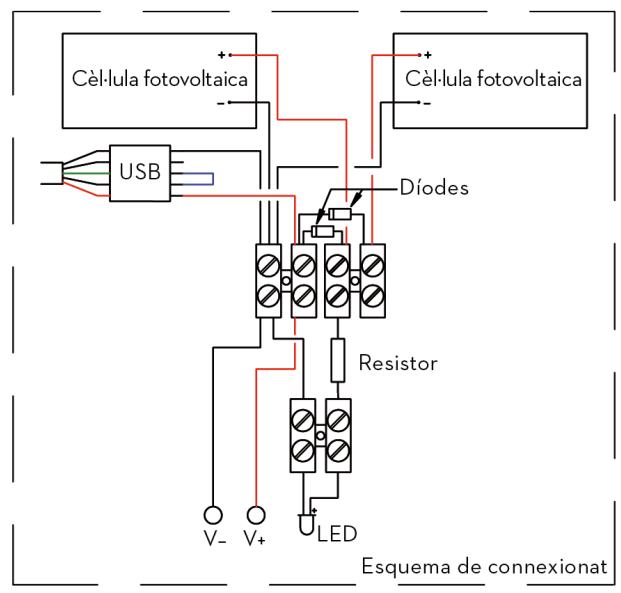 +
+
Cèl·lula fotovoltaica
Cèl·lula fotovoltaica
–
–
USB
Díodes
Resistor
+
V– V+ LED
Esquema de connexionat